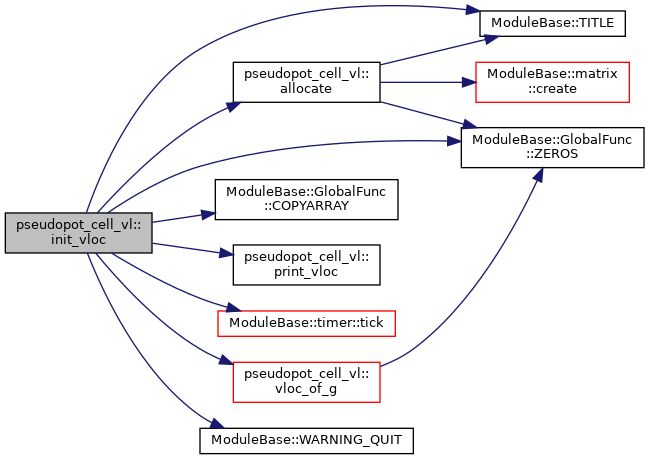 pseudopot_cell_vl::
init_vloc
ModuleBase::TITLE
pseudopot_cell_vl::
allocate
ModuleBase::matrix
::create
ModuleBase::GlobalFunc
::ZEROS
ModuleBase::GlobalFunc
::COPYARRAY
pseudopot_cell_vl::
print_vloc
ModuleBase::timer::tick
pseudopot_cell_vl::
vloc_of_g
ModuleBase::WARNING_QUIT